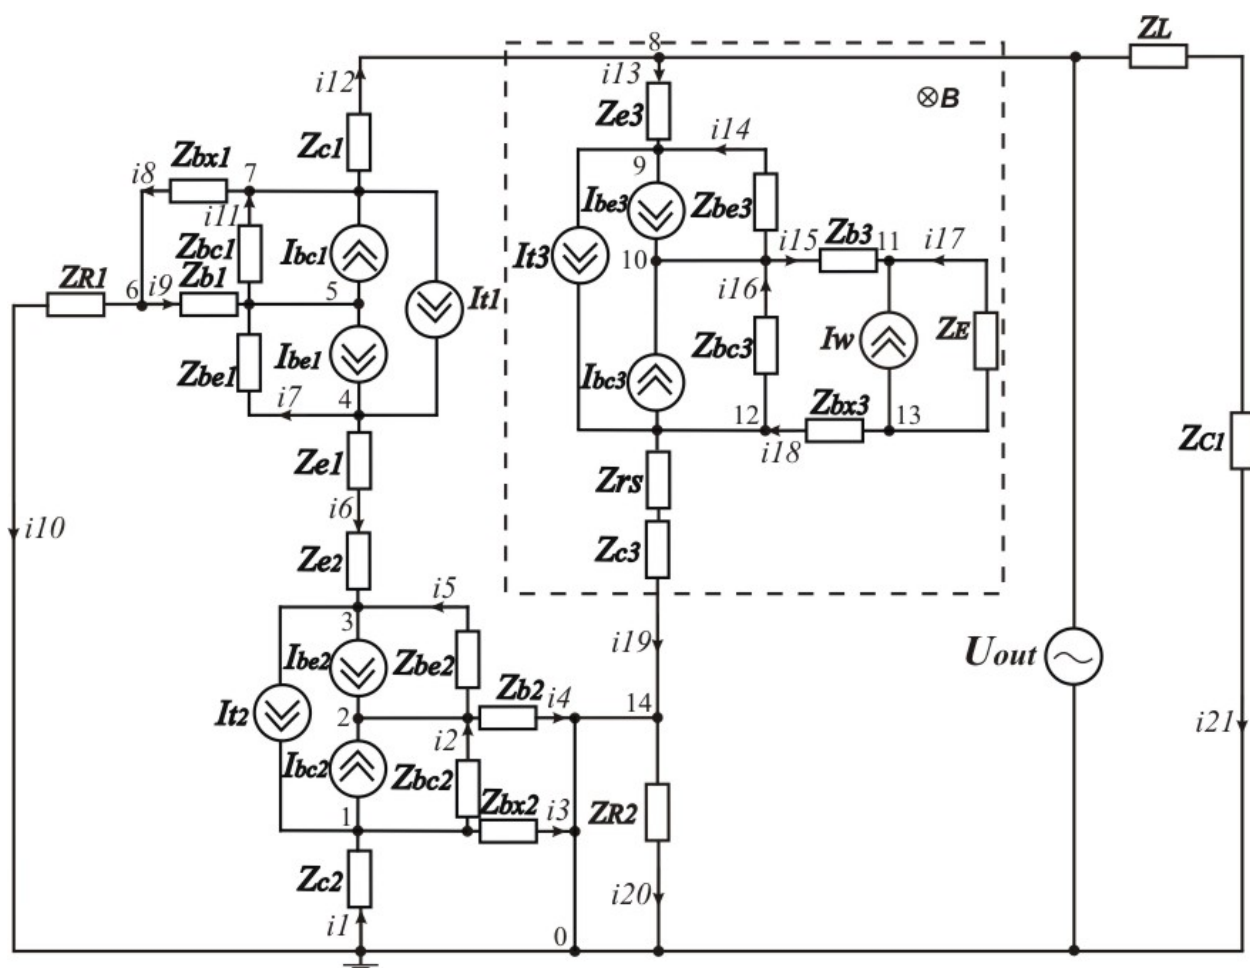 ZL
8
i12
i13
⊗B
Ze3
i14
Zc1
Zbx1
9
i8
7
i11
Ibe3
Zbe3
Zbc1
Ibc1
It3
i15
Zb3
11
i17
ZR1
6
i9
Zb1
5
It1
10
i16
Iw
ZE
Zbe1
Ibe1
Ibc3
Zbc3
i7
4
12
Zbx3
13
i18
ZC1
Ze1
Zrs
i6
i10
Ze2
Zc3
i5
3
i19
Ibe2
Zbe2
Uout
Zb2
i4
14
It2
2
i21
i2
Ibc2
Zbc2
Zbx2
i3
ZR2
1
Zc2
i20
i1
0